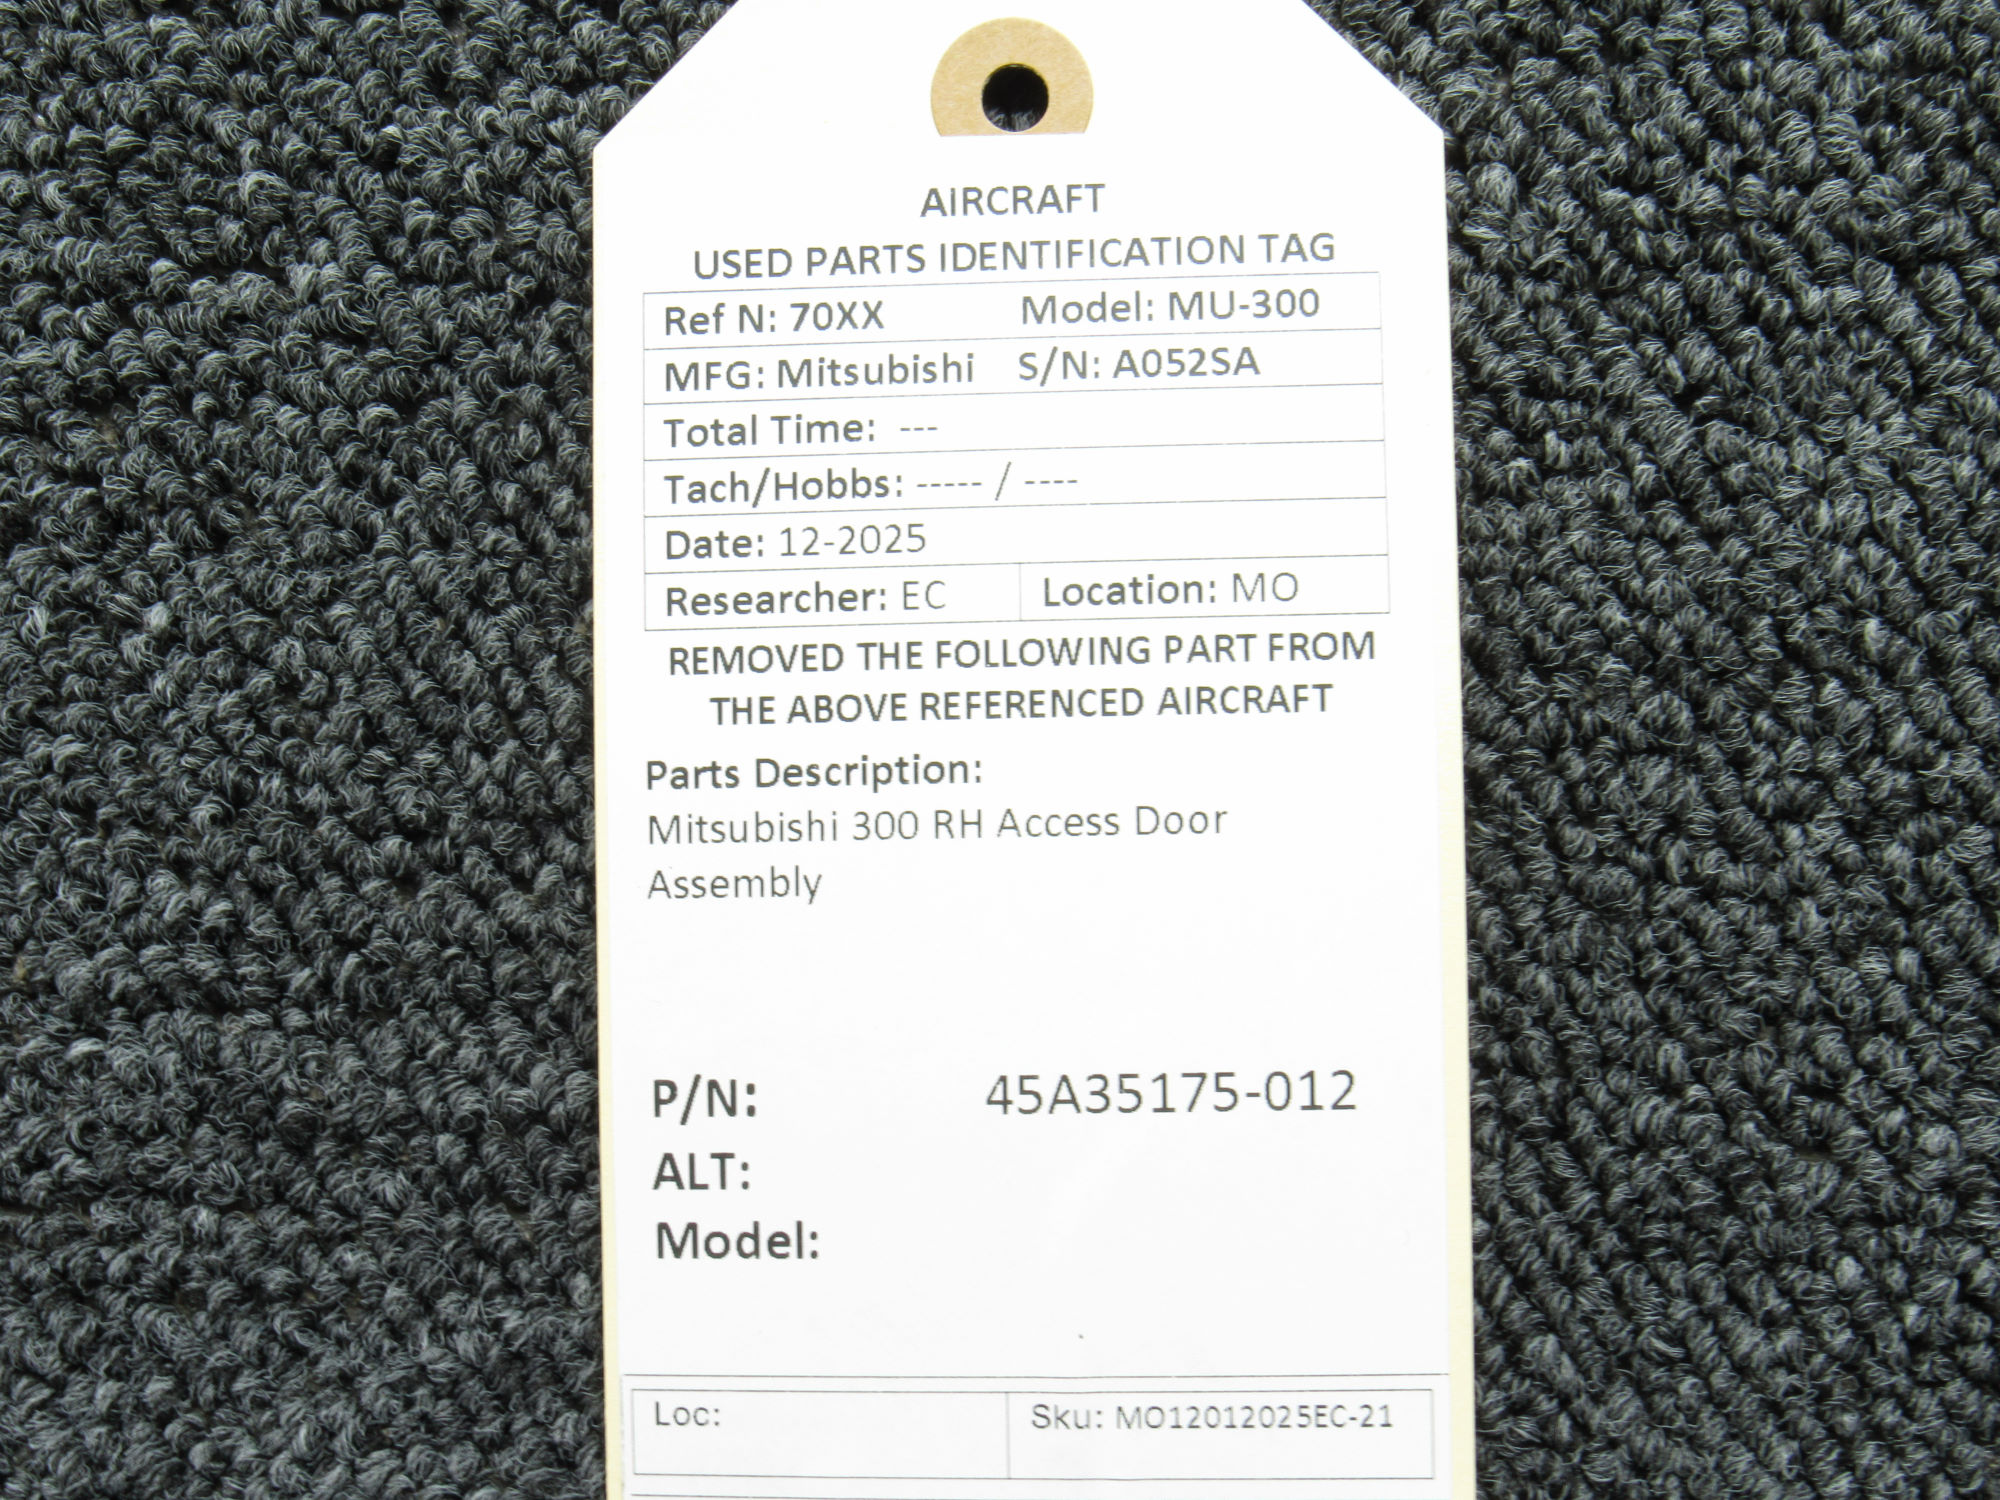 AIRCRAFT
USED PARTS IDENTIFICATION TAG
Ref N: 70XX Model: MU-300
MFG: Mitsubishi S/N: A052SA
Total Time: ---
Tach/Hobbs: ----- / ----
Date: 12-2025
Researcher: EC Location: MO
REMOVED THE FOLLOWING PART FROM
THE ABOVE REFERENCED AIRCRAFT
Parts Description:
Mitsubishi 300 RH Access Door
Assembly
P/N: 45A35175-012
ALT:
Model:
Loc: Sku: MO12012025EC-21